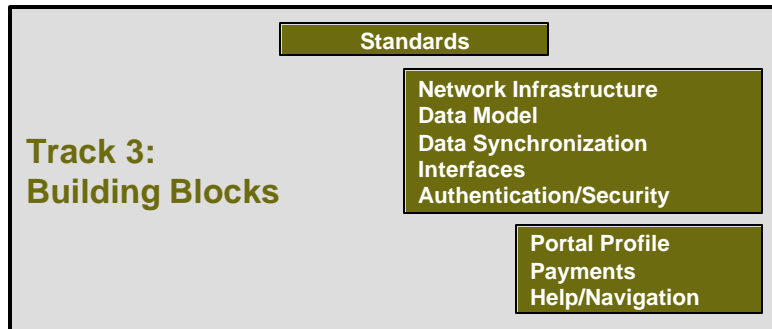 Standards
Network Infrastructure
Data Model
Data Synchronization
Interfaces
Authentication/Security
Track 3:
Building Blocks
Portal Profile
Payments
Help/Navigation